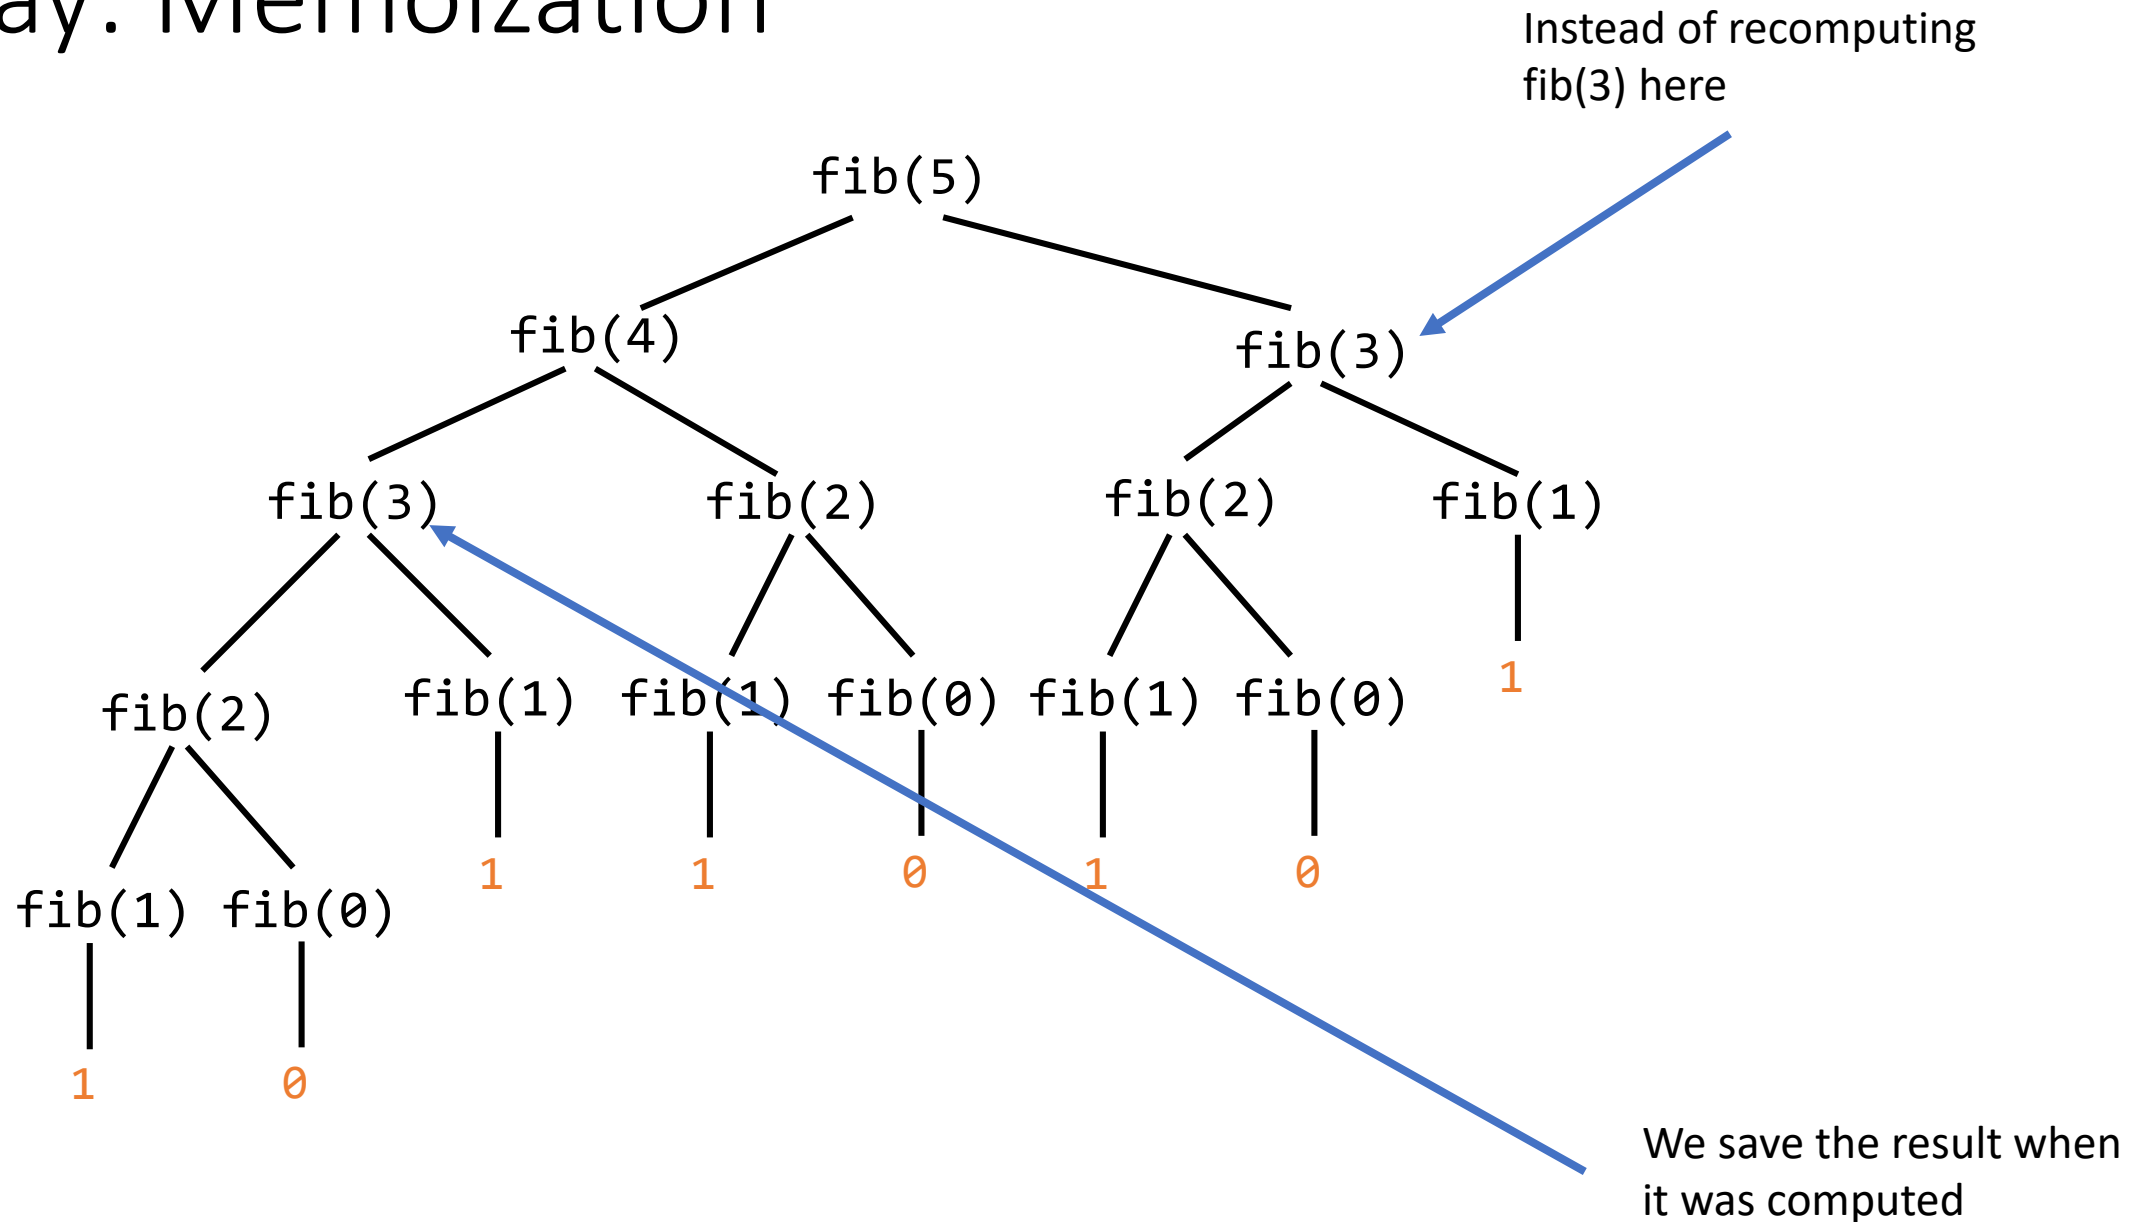 Memoization
Instead of recomputing
fib(3) here
fib(5)
fib(4)
fib(3)
fib(3)
fib(2)
fib(2)
fib(1)
fib(2)
fib(1)
fib(1)
fib(0)
fib(1)
fib(0)
1
1
1
0
1
0
fib(1)
fib(0)
1
0
We save the result when
it was computed